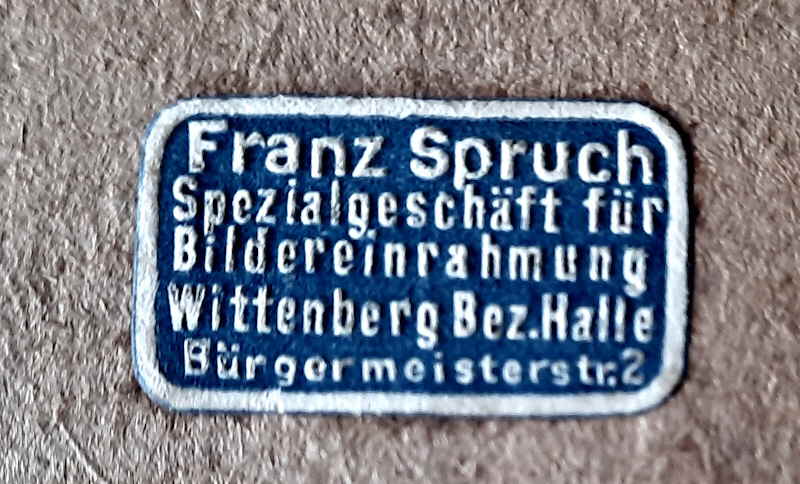 Franz Spruch
Spezialgeschäft für
Bildereinrahmung
Wittenberg Bez.Halle
Bürgermeisterstr.2